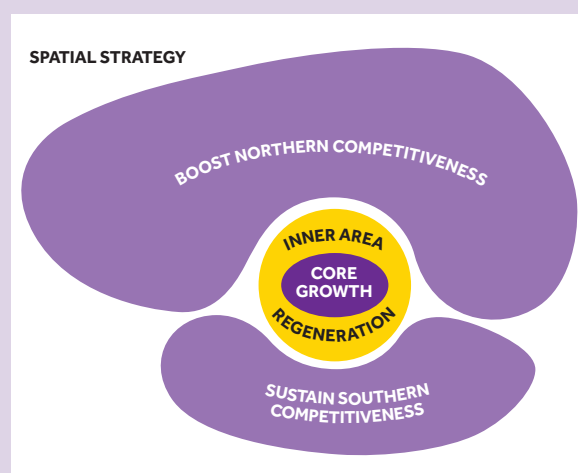 SPATIAL STRATEGY
BOOST NORTHERN COMPETITIVENESS
INNER AREA
CORE
GROWTH
REGENERATION
SUSTAIN SOUTHERN
COMPETITIVENESS